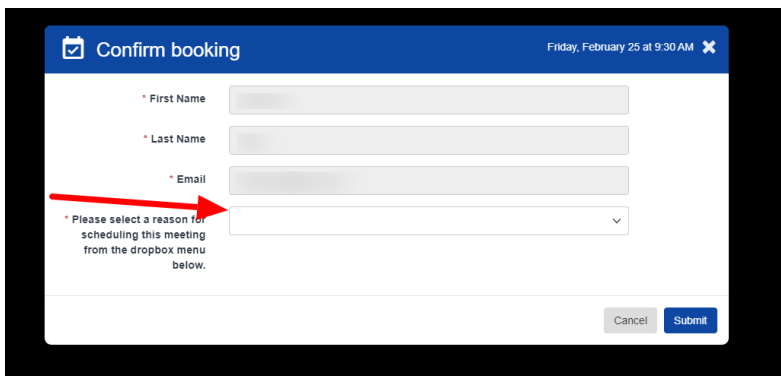 Confirm booking
Friday, February 25 at 9:30 AM
* First Name
* Last Name
* Email
* Please select a reason for
scheduling this meeting
from the dropbox menu
below.
Cancel
Submit